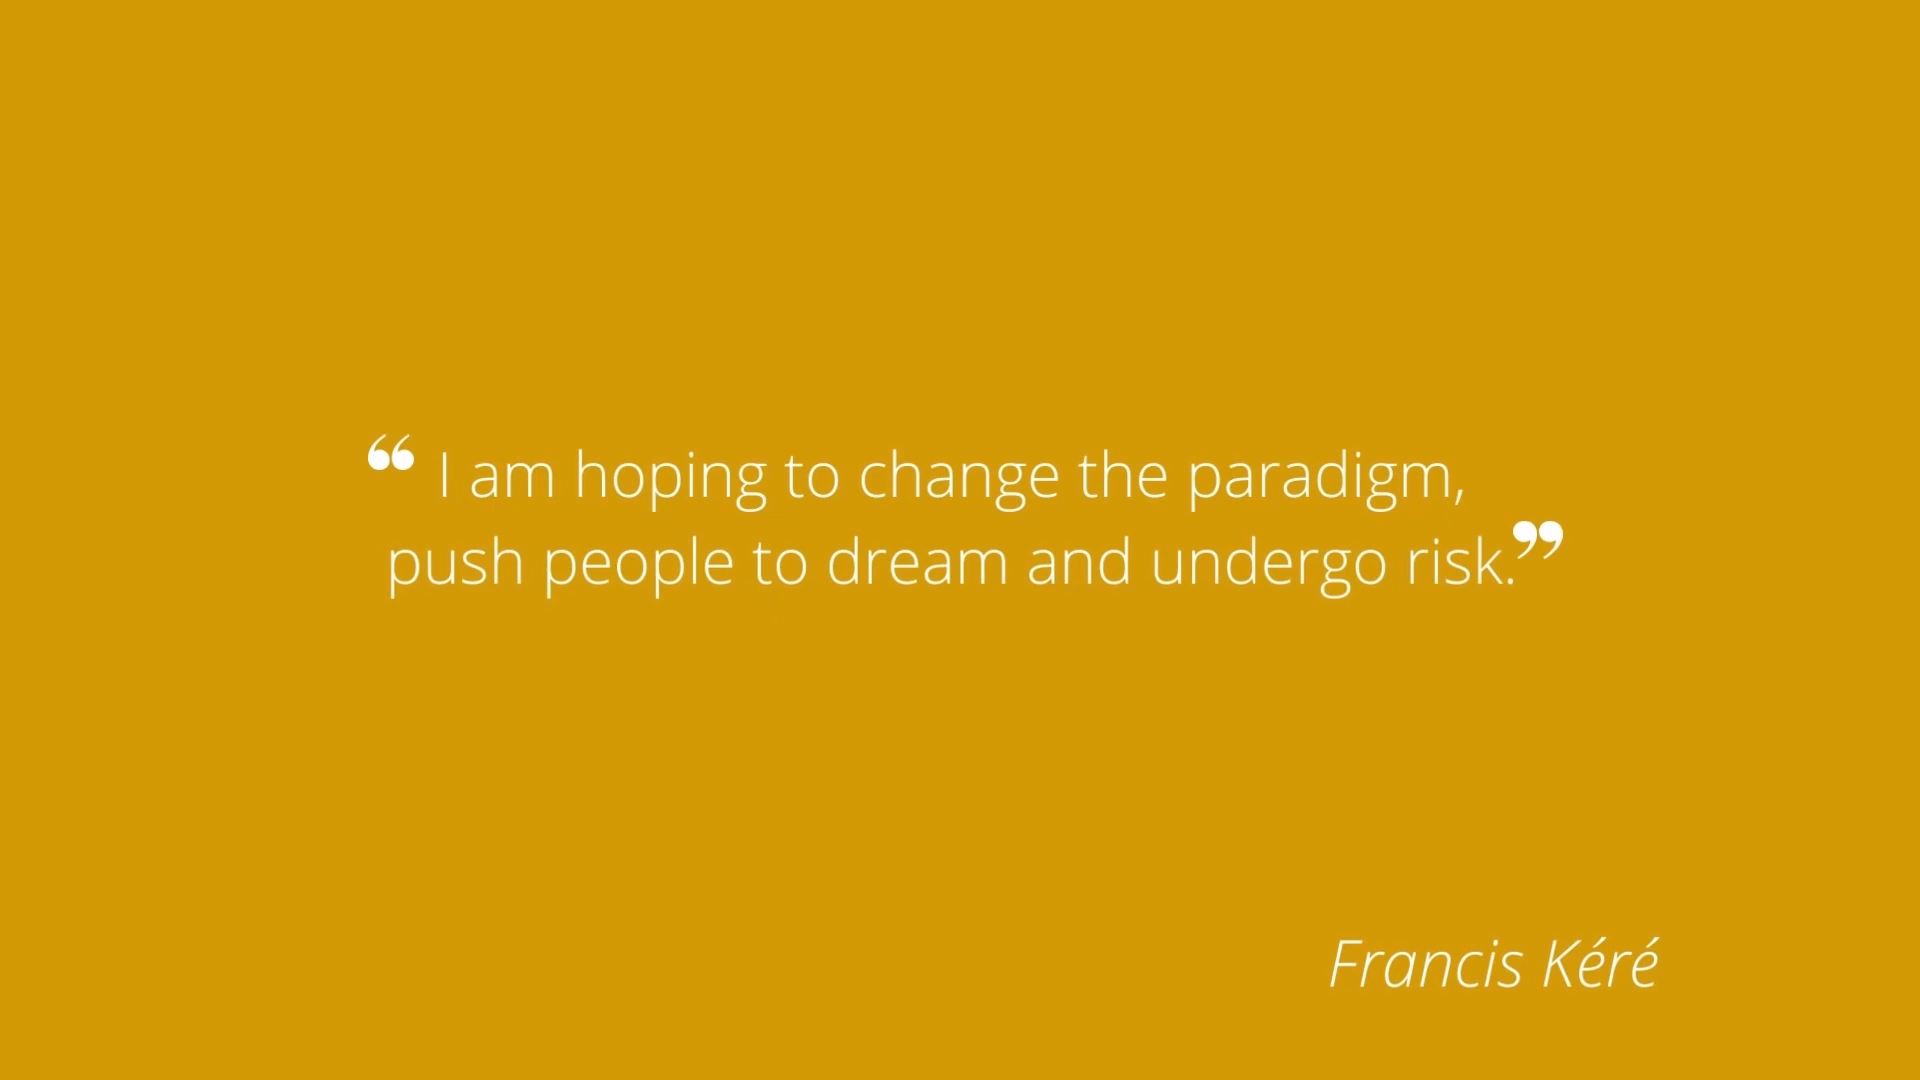 “ I am hoping to change the paradigm,
push people to dream and undergo risk.”
Francis Kéré